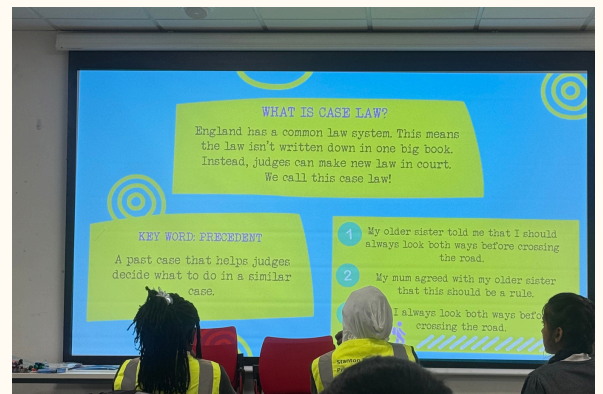 WHAT IS CASE LAW?
England has a common law system. This means
the law isn't written down in one big book.
Instead, judges can make new law in court.
We call this case law!
KEY WORD: PRECEDENT
A past case that helps judges
decide what to do in a similar
case.
1
My older sister told me that I should
always look both ways before crossing
the road.
2
My mum agreed with my older sister
that this should be a rule.
I always look both ways
crossing the road.
Stanton